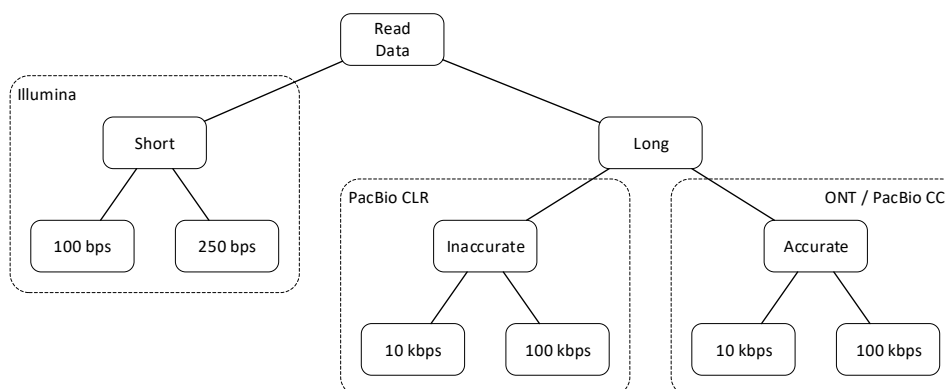 Read
Data
Illumina
Short
Long
PacBio CLR
ONT / PacBio CC
100 bps
250 bps
Inaccurate
Accurate
10 kbps
100 kbps
10 kbps
100 kbps